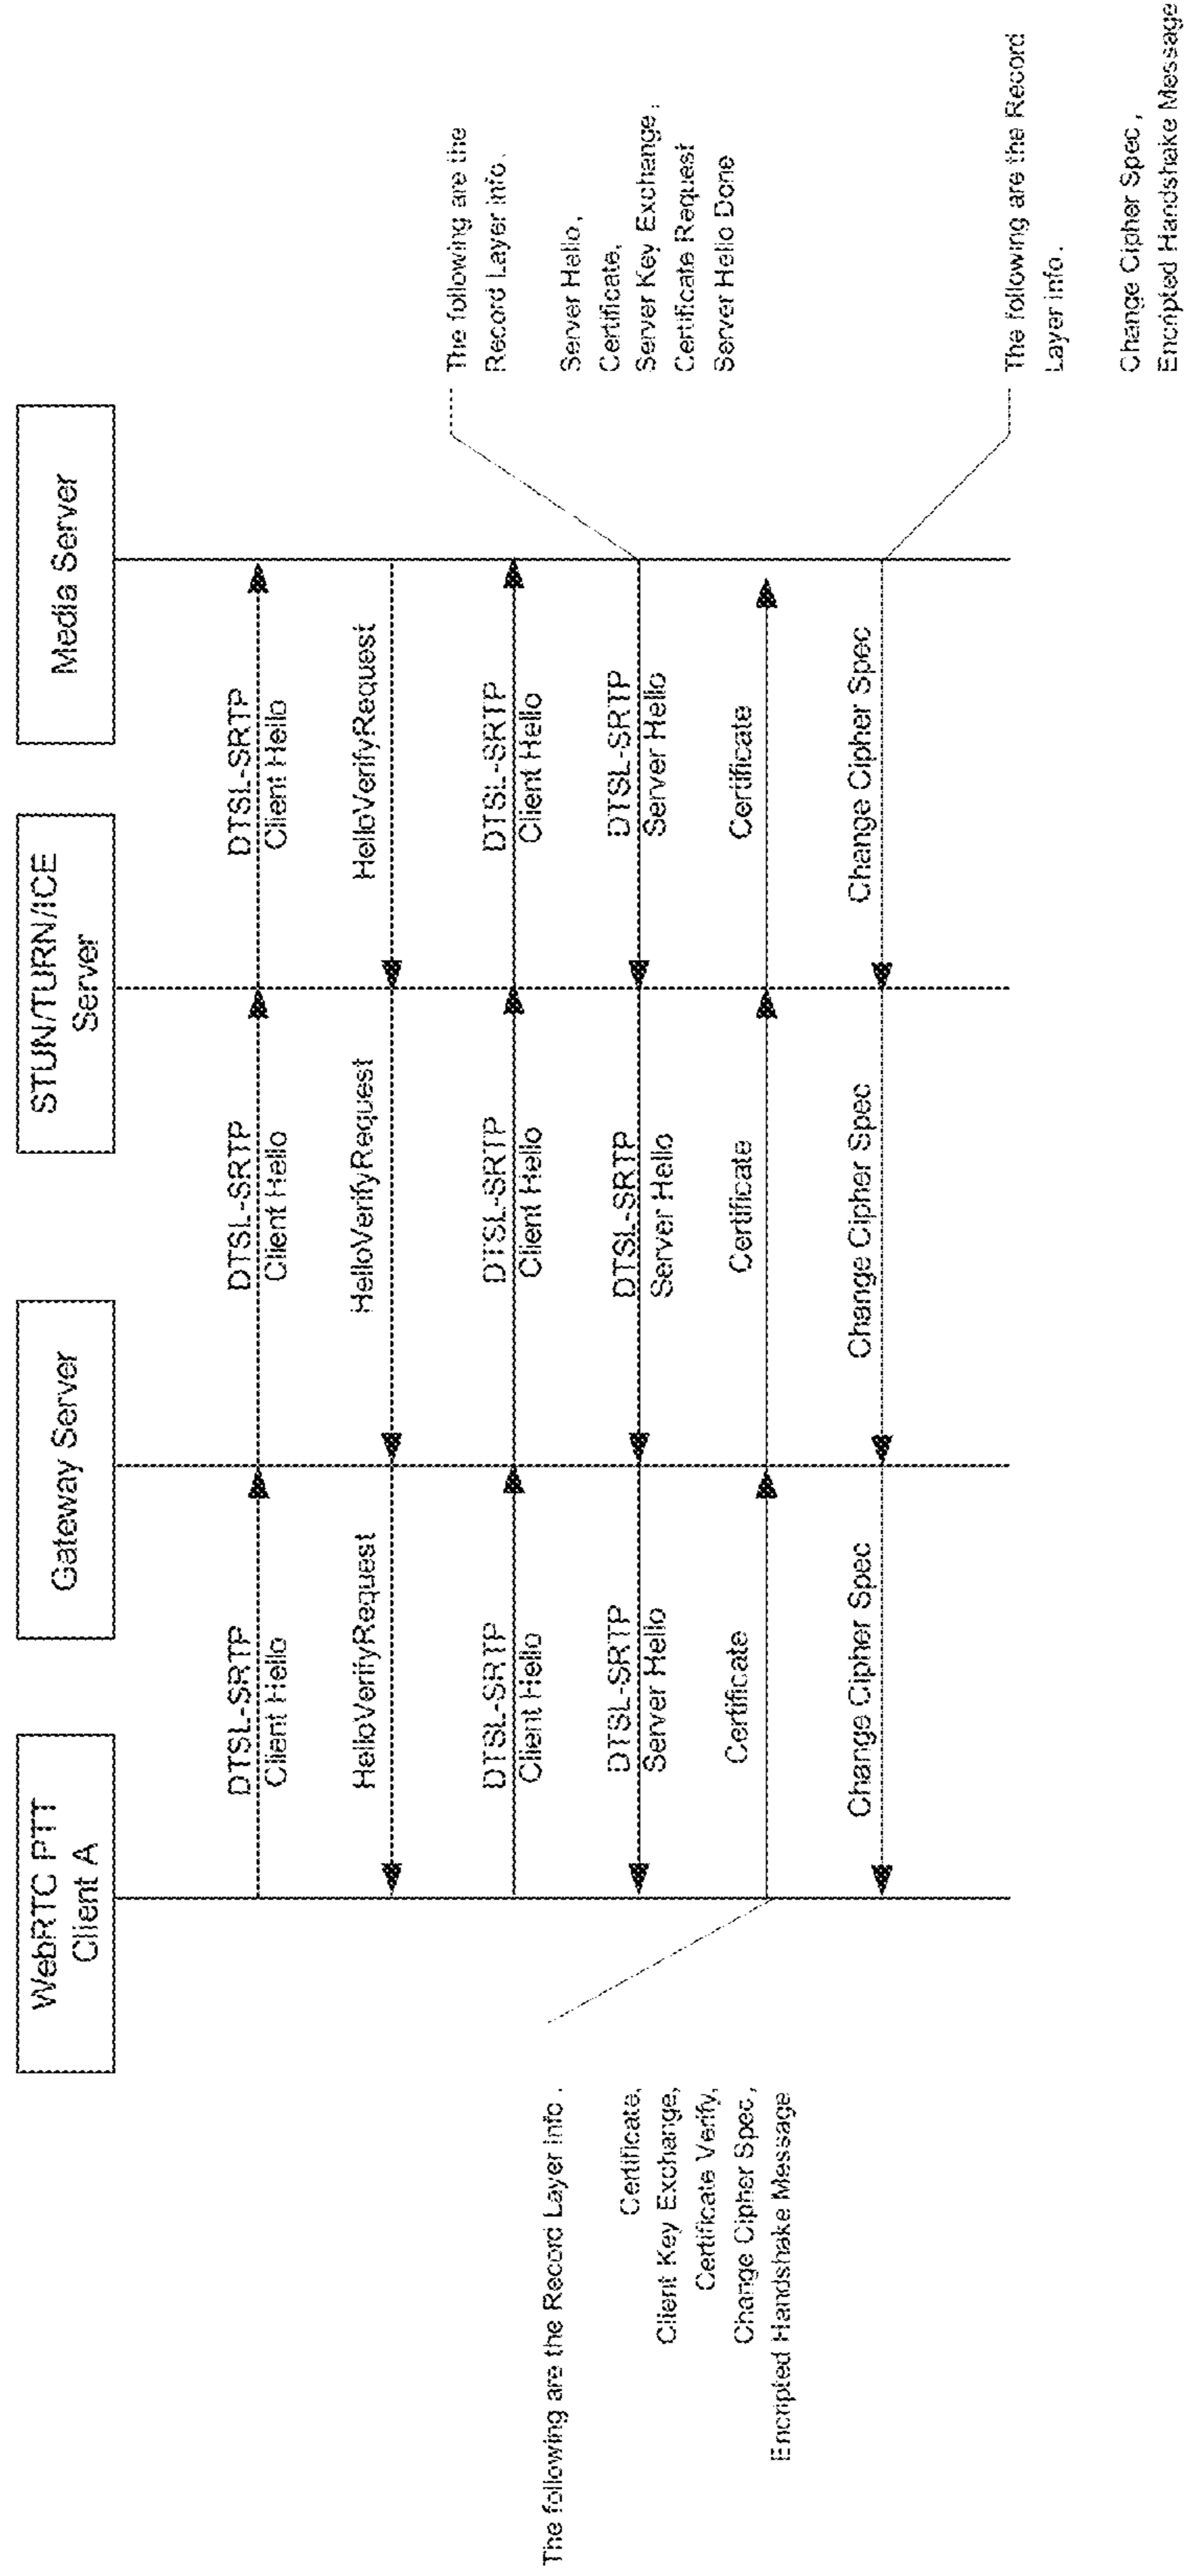 WebRTC PTT
Client A
Gateway Server
STUN/TURN/ICE
Server
Media Server
DTSL-SRTP
Client Hello
DTSL-SRTP
Client Hello
DTSL-SRTP
Client Hello
HelloVerifyRequest
HelloVerifyRequest
HelloVerifyRequest
DTSL-SRTP
Client Hello
DTSL-SRTP
Client Hello
DTSL-SRTP
Client Hello
DTSL-SRTP
Server Hello
DTSL-SRTP
Server Hello
DTSL-SRTP
Server Hello
Certificate
Certificate
Certificate
Change Cipher Spec
Change Cipher Spec
Change Cipher Spec
The following are the Record Layer info.
Certificate,
Client Key Exchange,
Certificate Verify,
Change Cipher Spec,
Encripted Handshake Message
The following are the
Record Layer info.
Server Hello,
Certificate,
Server Key Exchange,
Certificate Request
Server Hello Done
The following are the Record
Layer info.
Change Cipher Spec,
Encripted Handshake Message